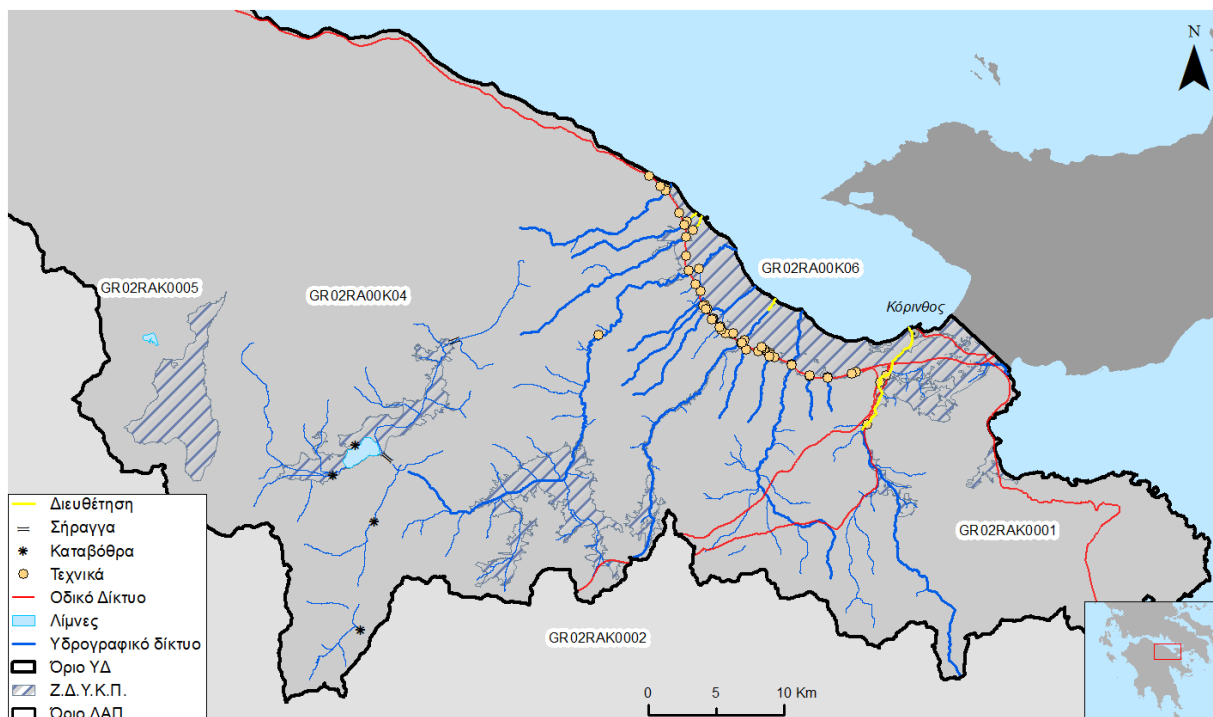 N
GR02RAK0005
GR02RA00K04
GR02RA00K06
Κόρινθος
GR02RAK0001
GR02RAK0002
Διευθέτηση
Σήραγγα
Καταβόθρα
Τεχνικά
Οδικό Δίκτυο
Λίμνες
Υδρογραφικό δίκτυο
Όριο ΥΔ
Ζ.Δ.Υ.Κ.Π.
Όριο ΛΑΠ
0 5 10 Km